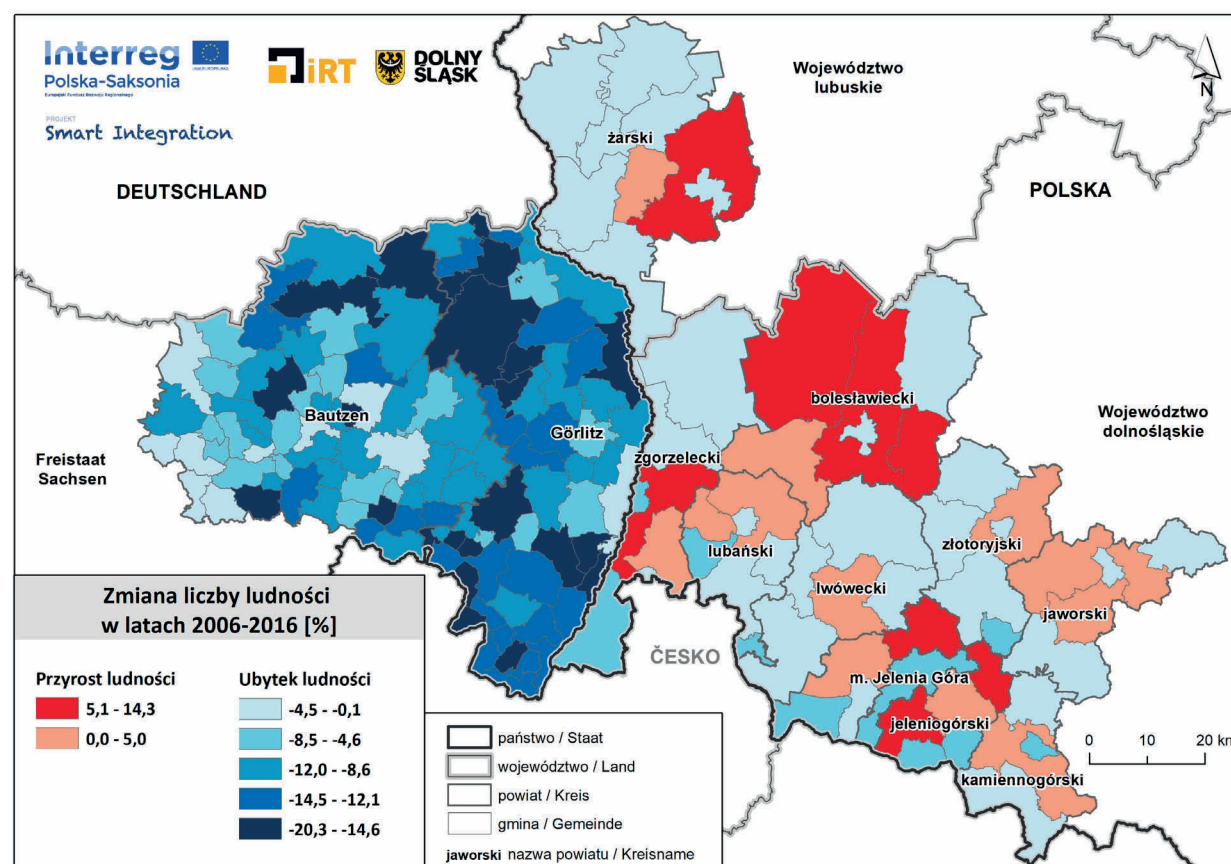 Interreg
UNIA EUROPEJSKA
Polska-Saksonia
Europejski Fundusz Rozwoju Regionalnego
PROJEKT
Smart Integration
iRT
DOLNY
ŚLĄSK
Województwo
lubuskie
N
DEUTSCHLAND
POLSKA
żarski
bolesławiecki
Województwo
dolnośląskie
Bautzen
Görlitz
Freistaat
Sachsen
zgorzelecki
lubański
złotoryjski
lwówecki
jaworski
ČESKO
m. Jelenia Góra
jeleniogórski
kamiennogórski
0 10 20 km
Zmiana liczby ludności
w latach 2006-2016 [%]
Przyrost ludności
5,1 - 14,3
0,0 - 5,0
Ubytek ludności
-4,5 - -0,1
-8,5 - -4,6
-12,0 - -8,6
-14,5 - -12,1
-20,3 - -14,6
państwo / Staat
województwo / Land
powiat / Kreis
gmina / Gemeinde
jaworski nazwa powiatu / Kreisname